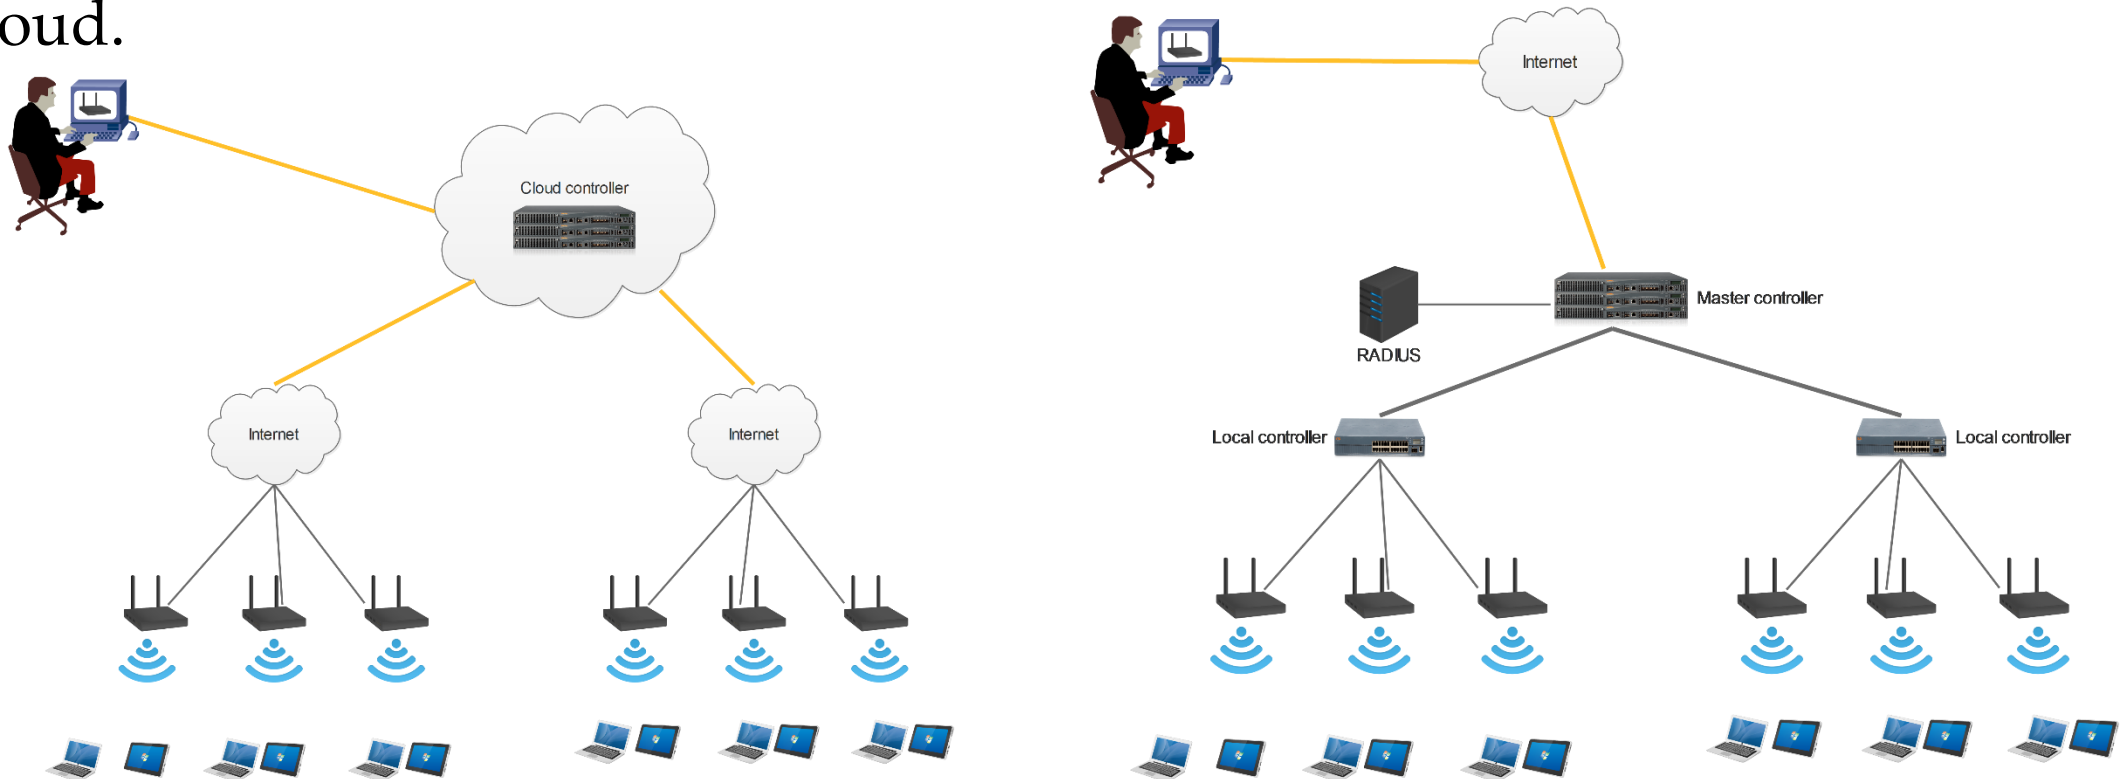 oud.
Cloud controller
Internet
Internet
Internet
Master controller
RADIUS
Local controller
Local controller